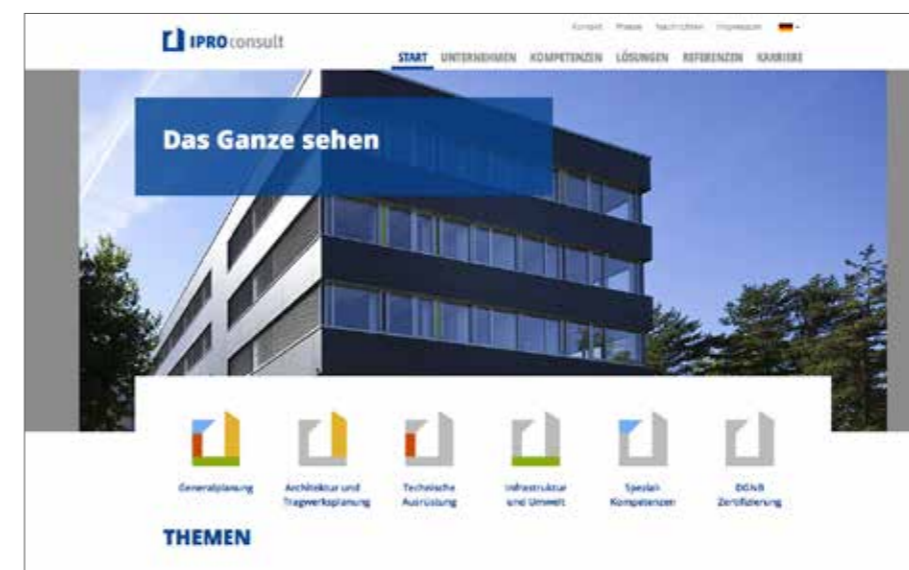 IPROconsult
Kontakt Presse Nachrichten Impressum
START UNTERNEHMEN KOMPETENZEN LÖSUNGEN REFERENZEN KARRIERE
Das Ganze sehen
Generalplanung
Architektur und
Tragwerksplanung
Technische
Ausrüstung
Infrastruktur
und Umwelt
Spezial-
Kompetenzen
DGNB
Zertifizierung
THEMEN